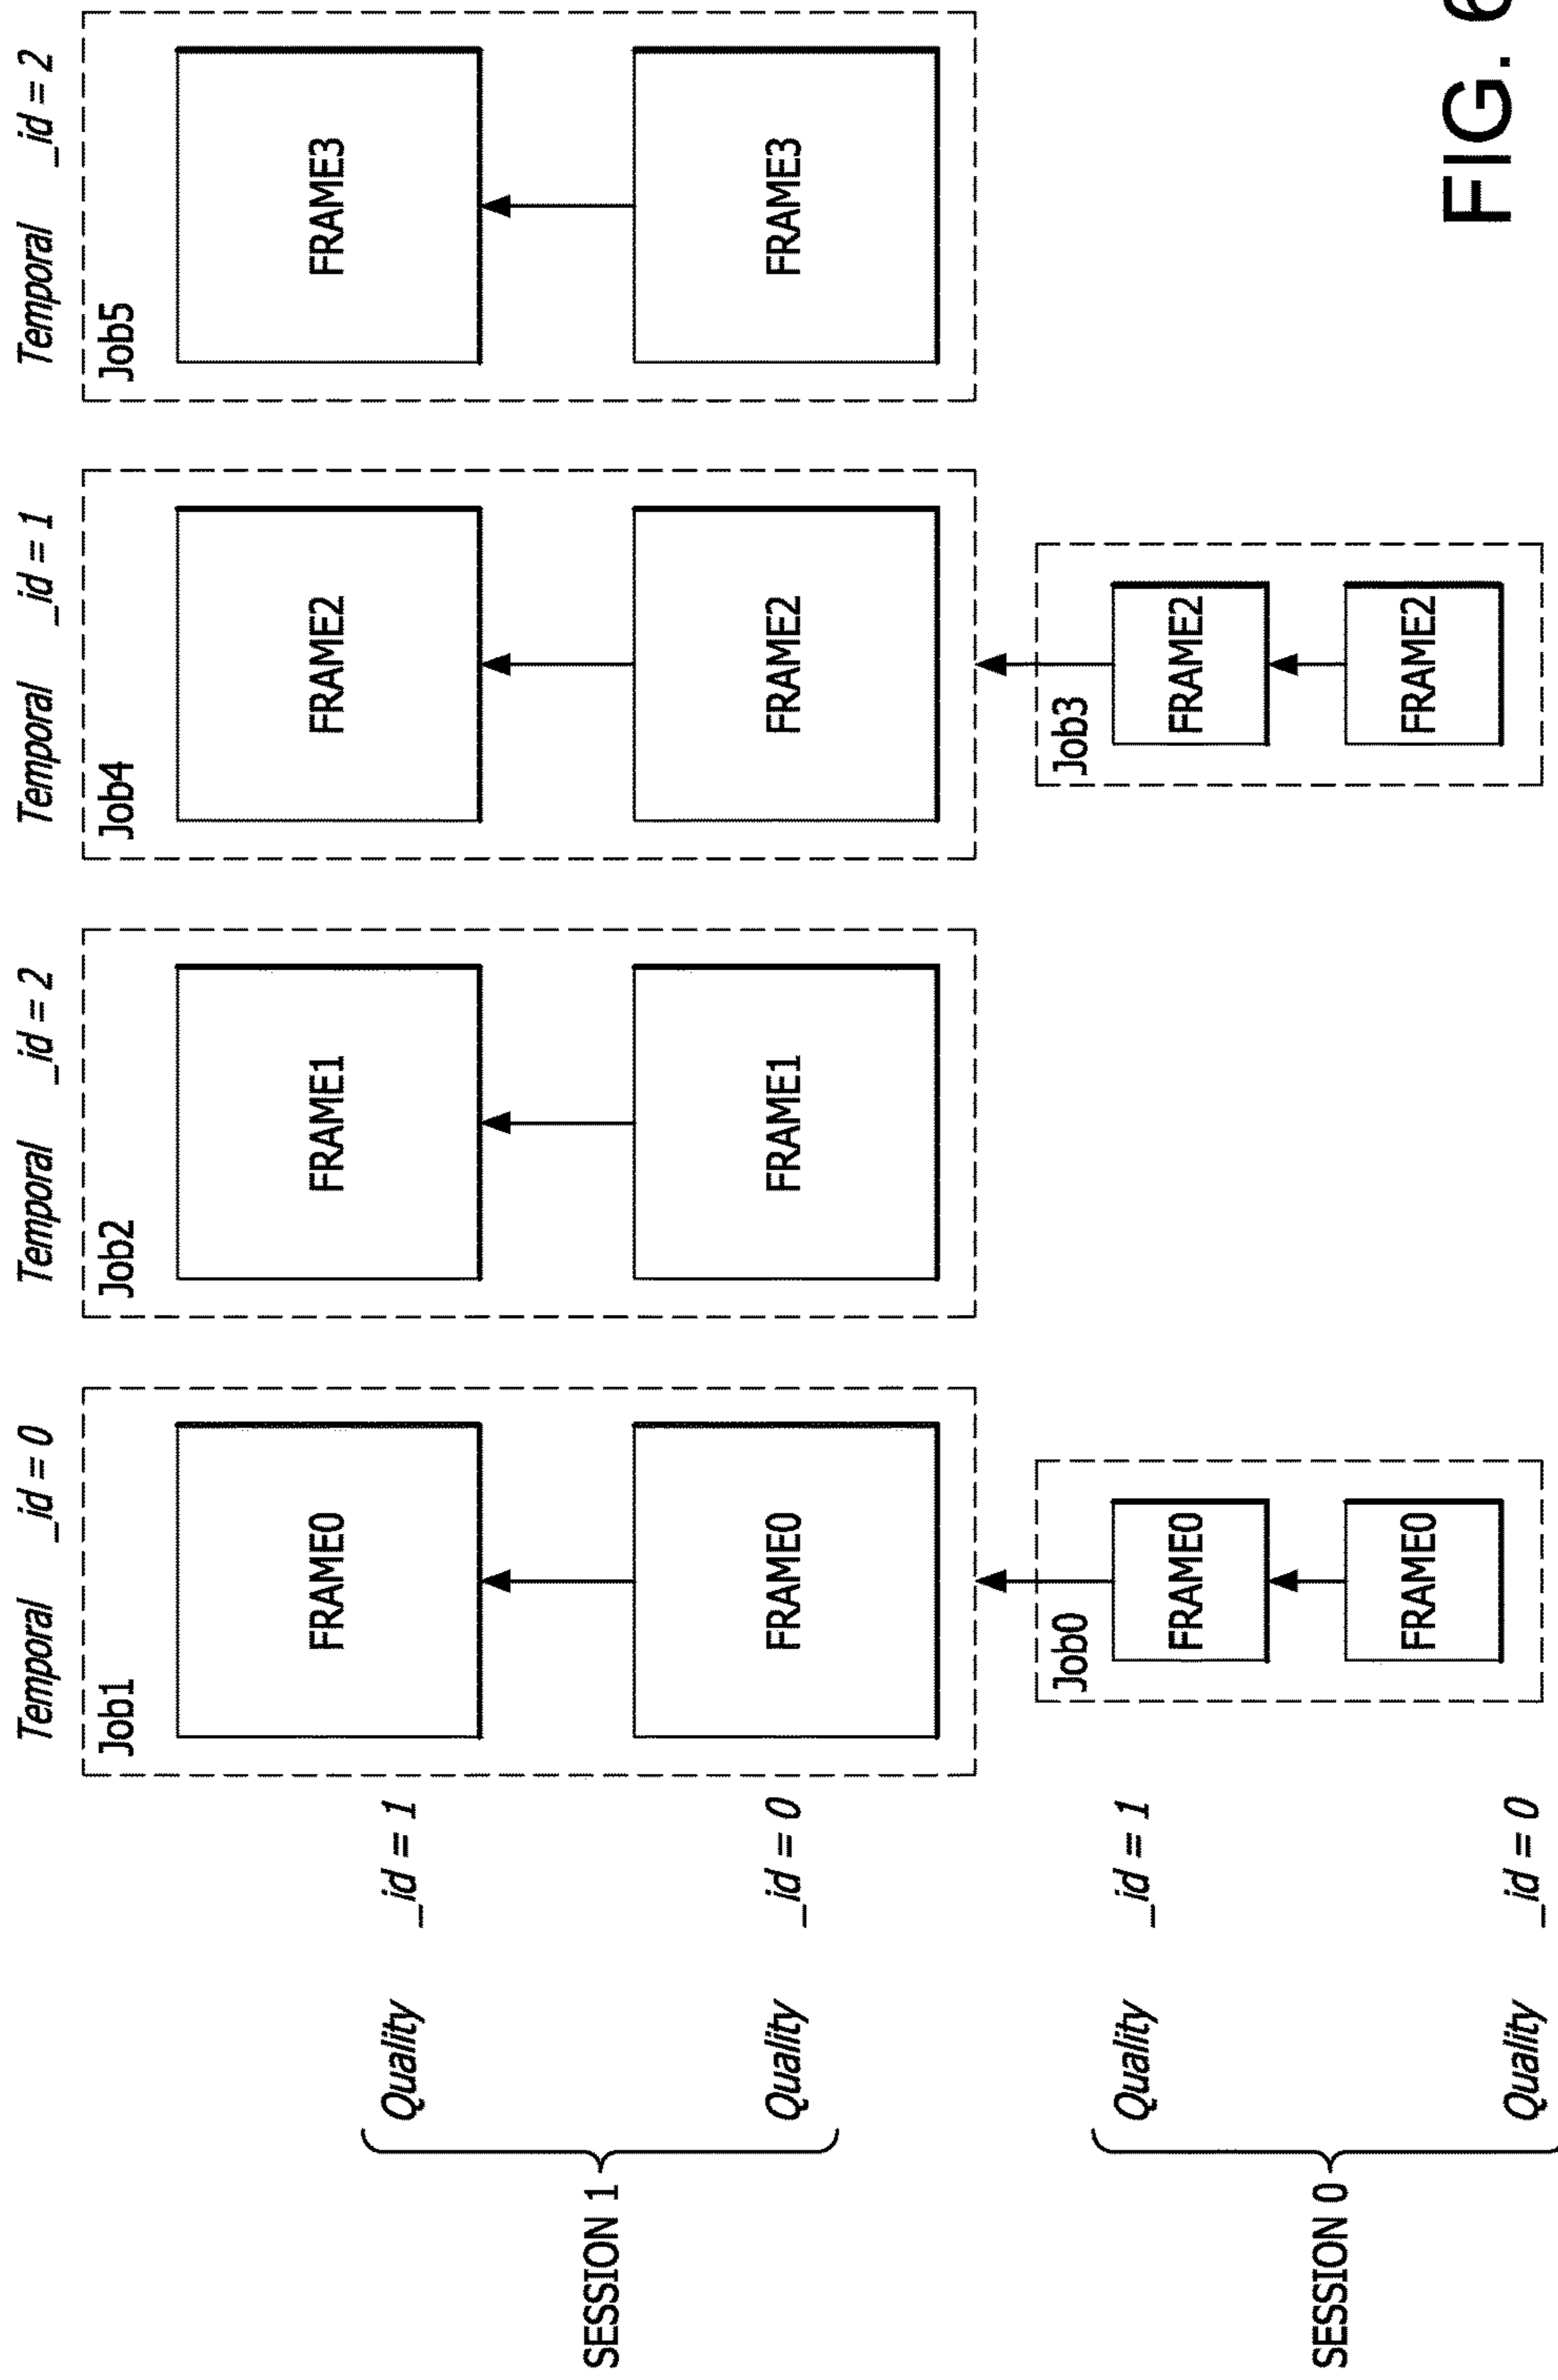 Temporal _id = 0
Temporal _id = 2
Temporal _id = 1
Temporal _id = 2
Job1
Job2
Job4
Job5
SESSION 1
Quality _id = 1
FRAME0
FRAME1
FRAME2
FRAME3
Quality _id = 0
FRAME0
FRAME1
FRAME2
FRAME3
Job0
Job3
SESSION 0
Quality _id = 1
FRAME0
FRAME2
Quality _id = 0
FRAME0
FRAME2
FIG. 6